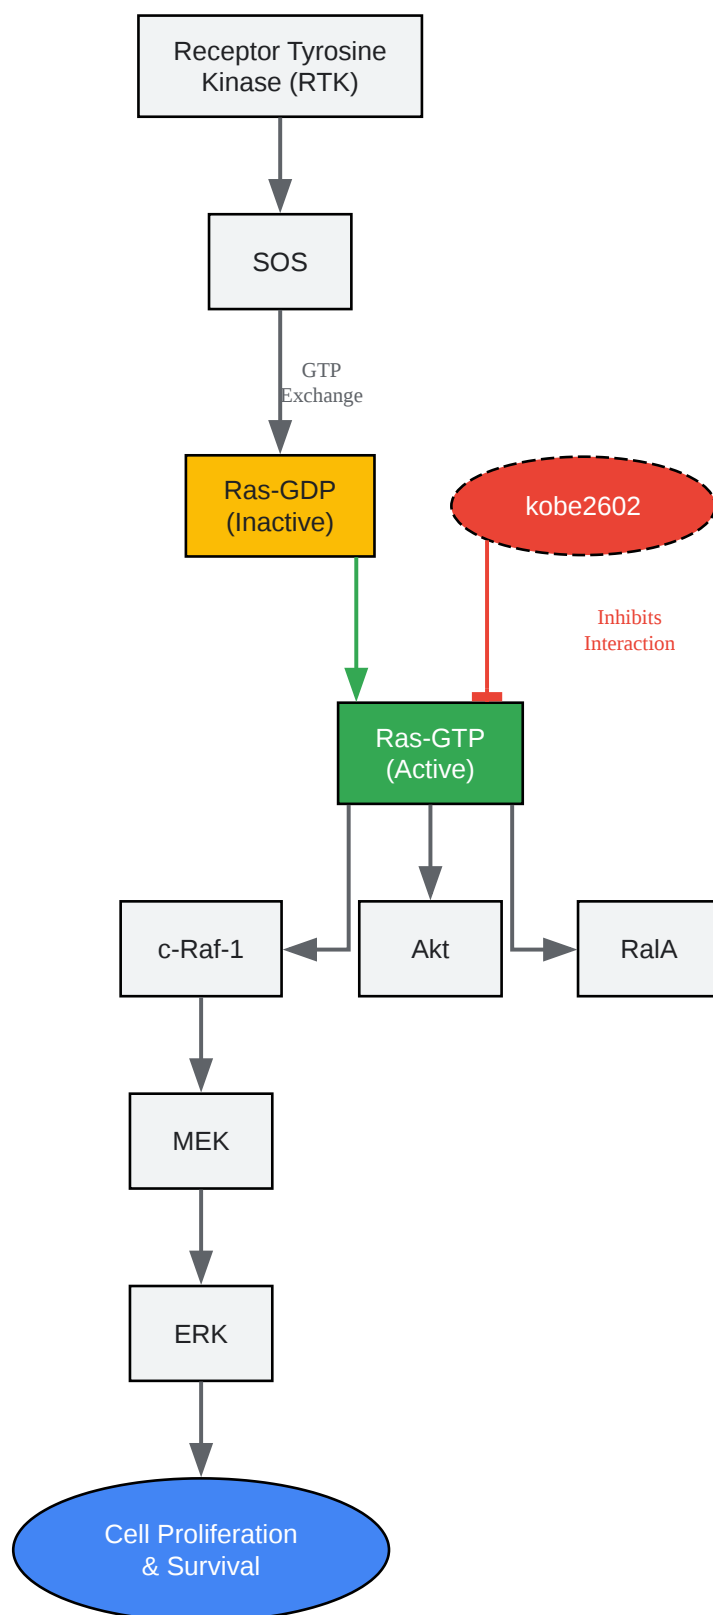 Receptor Tyrosine
Kinase (RTK)
SOS
GTP
Exchange
Ras-GDP
(Inactive)
kobe2602
Inhibits
Interaction
Ras-GTP
(Active)
c-Raf-1
Akt
RalA
MEK
ERK
Cell Proliferation
& Survival